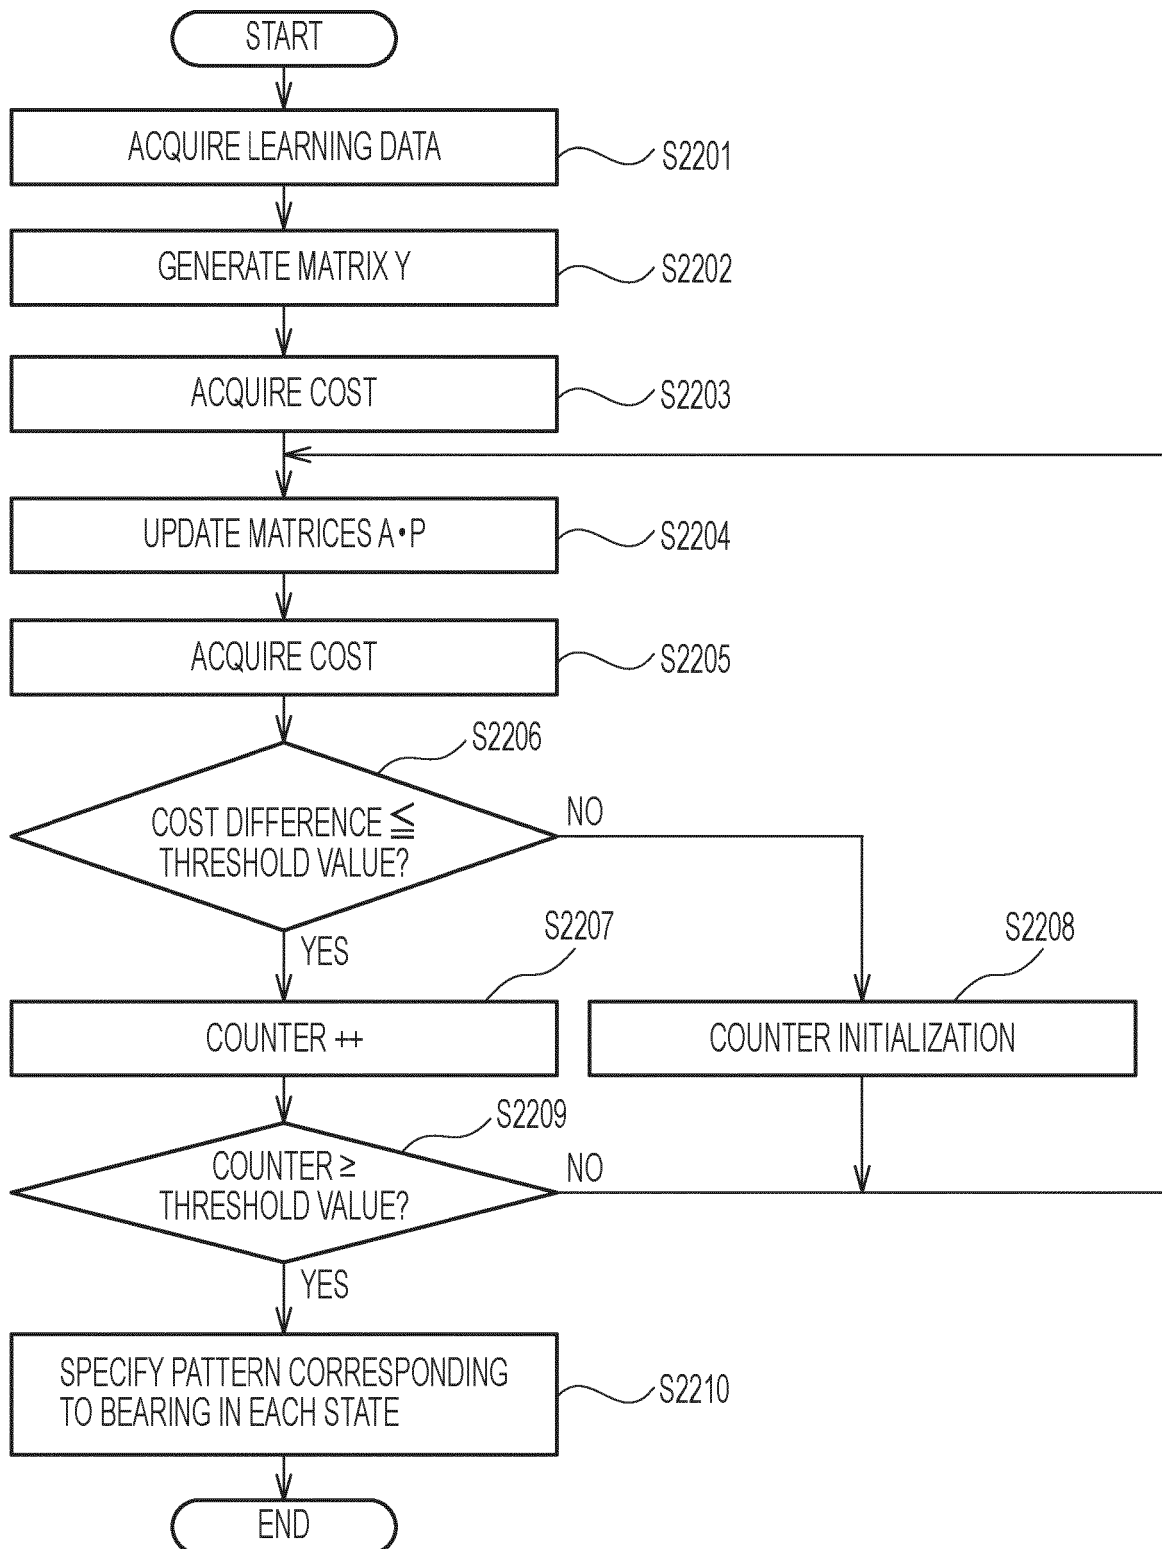 START
ACQUIRE LEARNING DATA
S2201
GENERATE MATRIX Y
S2202
ACQUIRE COST
S2203
UPDATE MATRICES A・P
S2204
ACQUIRE COST
S2205
S2206
COST DIFFERENCE ≦
THRESHOLD VALUE?
NO
YES
S2207
S2208
COUNTER ++
COUNTER INITIALIZATION
S2209
COUNTER ≥
THRESHOLD VALUE?
NO
YES
SPECIFY PATTERN CORRESPONDING
TO BEARING IN EACH STATE
S2210
END